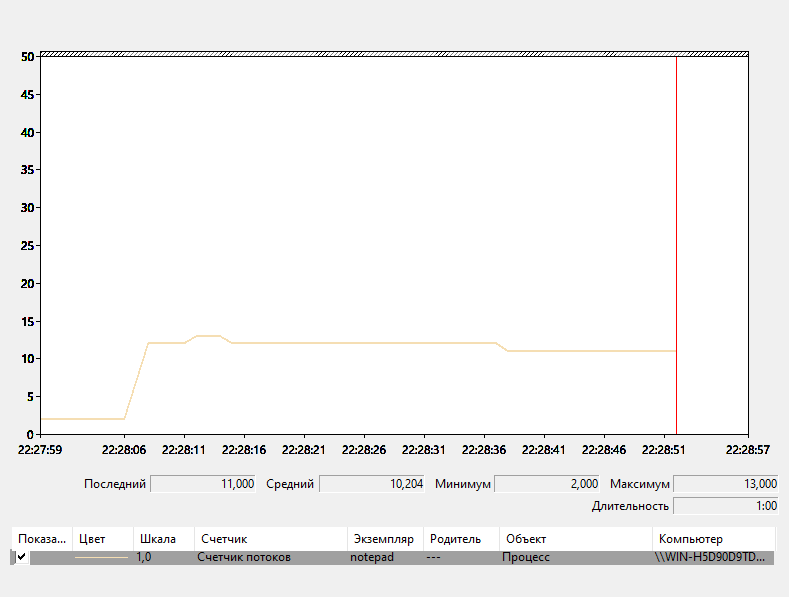 50
45
40
35
30
25
20
15
10
5
0
22:27:59 22:28:06 22:28:11 22:28:16 22:28:21 22:28:26 22:28:31 22:28:36 22:28:41 22:28:46 22:28:51 22:28:57
Последний 11,000 Средний 10,204 Минимум 2,000 Максимум 13,000
Длительность 1:00
Показа... Цвет Шкала Счетчик Экземпляр Родитель Объект Компьютер
1,0 Счетчик потоков notepad --- Процесс \\WIN-H5D90D9TD...